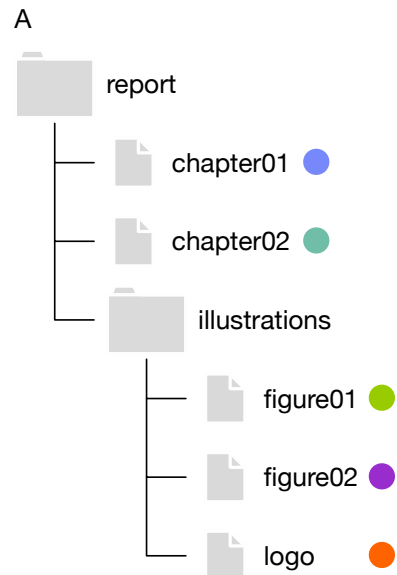 A
report
chapter01
chapter02
illustrations
figure01
figure02
logo